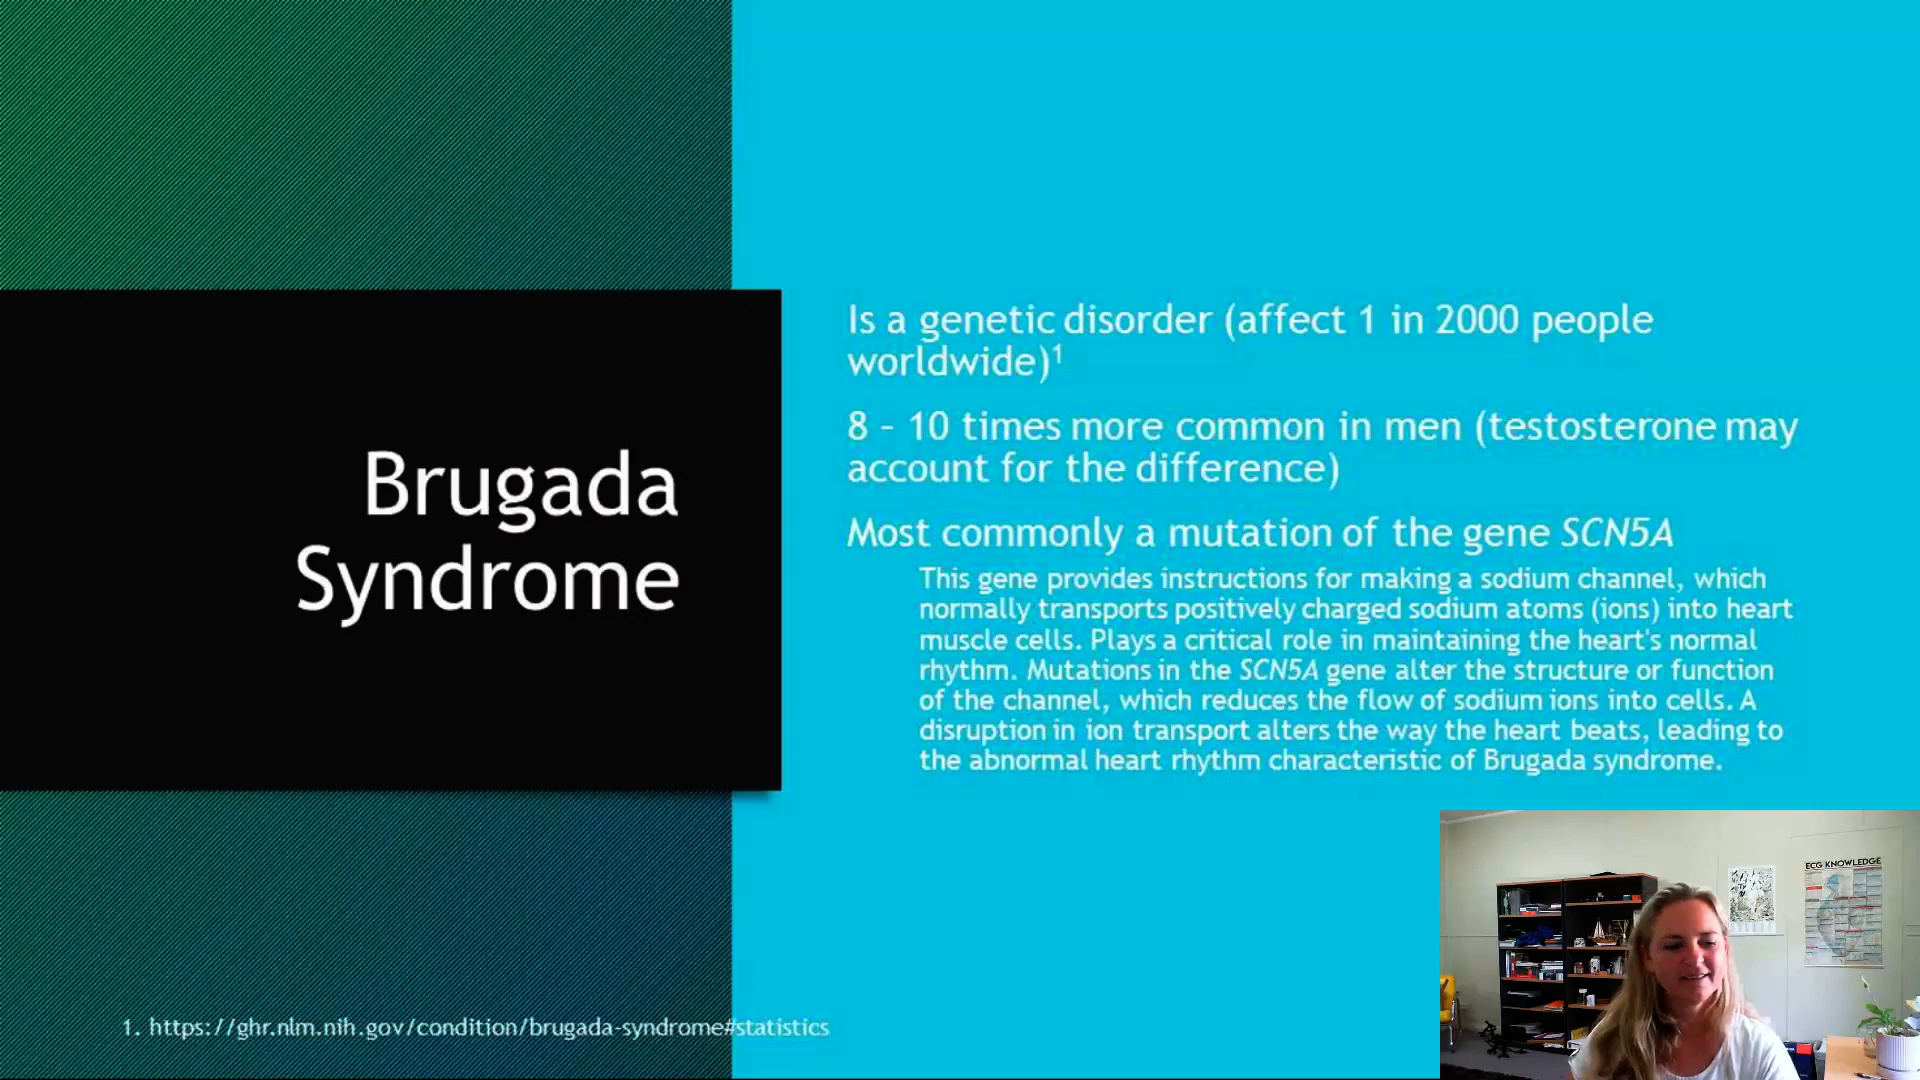 Brugada
Syndrome
Is a genetic disorder (affect 1 in 2000 people
worldwide)1
8 – 10 times more common in men (testosterone may
account for the difference)
Most commonly a mutation of the gene SCN5A
This gene provides instructions for making a sodium channel, which
normally transports positively charged sodium atoms (ions) into heart
muscle cells. Plays a critical role in maintaining the heart's normal
rhythm. Mutations in the SCN5A gene alter the structure or function
of the channel, which reduces the flow of sodium ions into cells. A
disruption in ion transport alters the way the heart beats, leading to
the abnormal heart rhythm characteristic of Brugada syndrome.
1. https://ghr.nlm.nih.gov/condition/brugada-syndrome#statistics
ECG KNOWLEDGE